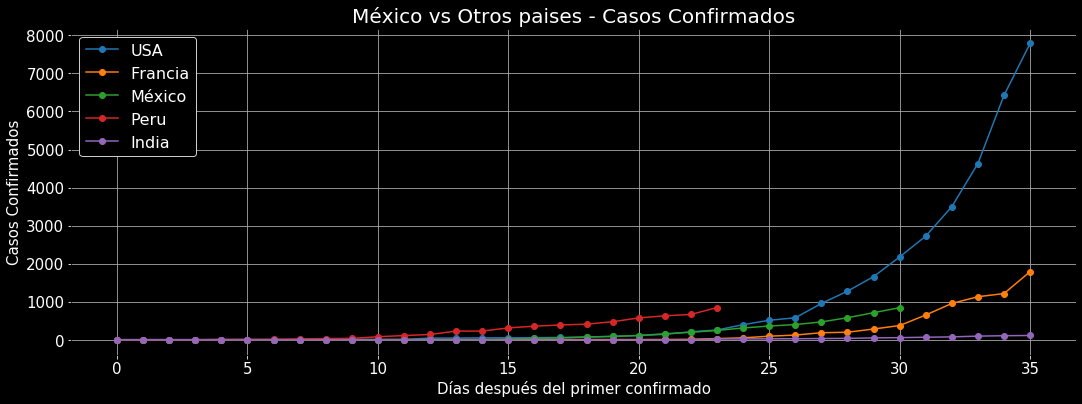 México vs Otros paises - Casos Confirmados
8000
7000
6000
5000
4000
3000
2000
1000
0
Casos Confirmados
USA
Francia
México
Peru
India
0 5 10 15 20 25 30 35
Días después del primer confirmado